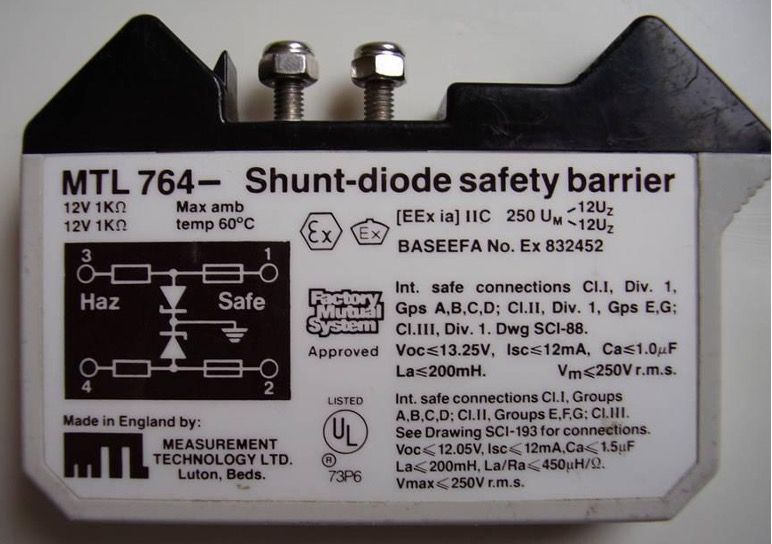 MTL 764– Shunt-diode safety barrier
12V 1KΩ Max amb
12V 1KΩ temp 60°C
Ex Ex [EEx ia] IIC 250 UM 12Uz
12Uz
BASEEFA No. Ex 832452
3 1
Haz Safe
4 2
Factory
Mutual
System
Approved
Int. safe connections Cl.I, Div. 1,
Gps A,B,C,D; Cl.II, Div. 1, Gps E,G;
Cl.III, Div. 1. Dwg SCI-88.
Voc≤13.25V, Isc≤12mA, Ca≤1.0µF
La≤200mH. Vm≤250V r.m.s.
LISTED
UL
®
73P6
Int. safe connections Cl.I, Groups
A,B,C,D; Cl.II, Groups E,F,G; Cl.III.
See Drawing SCI-193 for connections.
Voc≤12.05V, Isc≤12mA,Ca≤1.5µF
La≤200mH, La/Ra≤450µH/Ω.
Vmax≤250V r.m.s.
Made in England by:
MTL
MEASUREMENT
TECHNOLOGY LTD.
Luton, Beds.